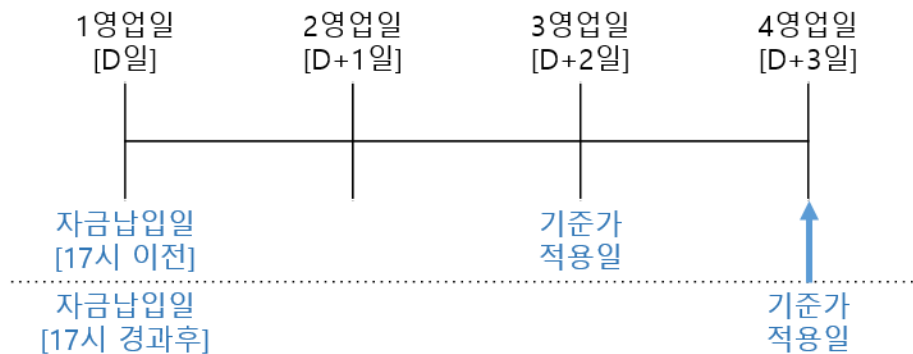 1영업일
[D일]
2영업일
[D+1일]
3영업일
[D+2일]
4영업일
[D+3일]
자금납입일
[17시 이전]
기준가
적용일
자금납입일
[17시 경과후]
기준가
적용일